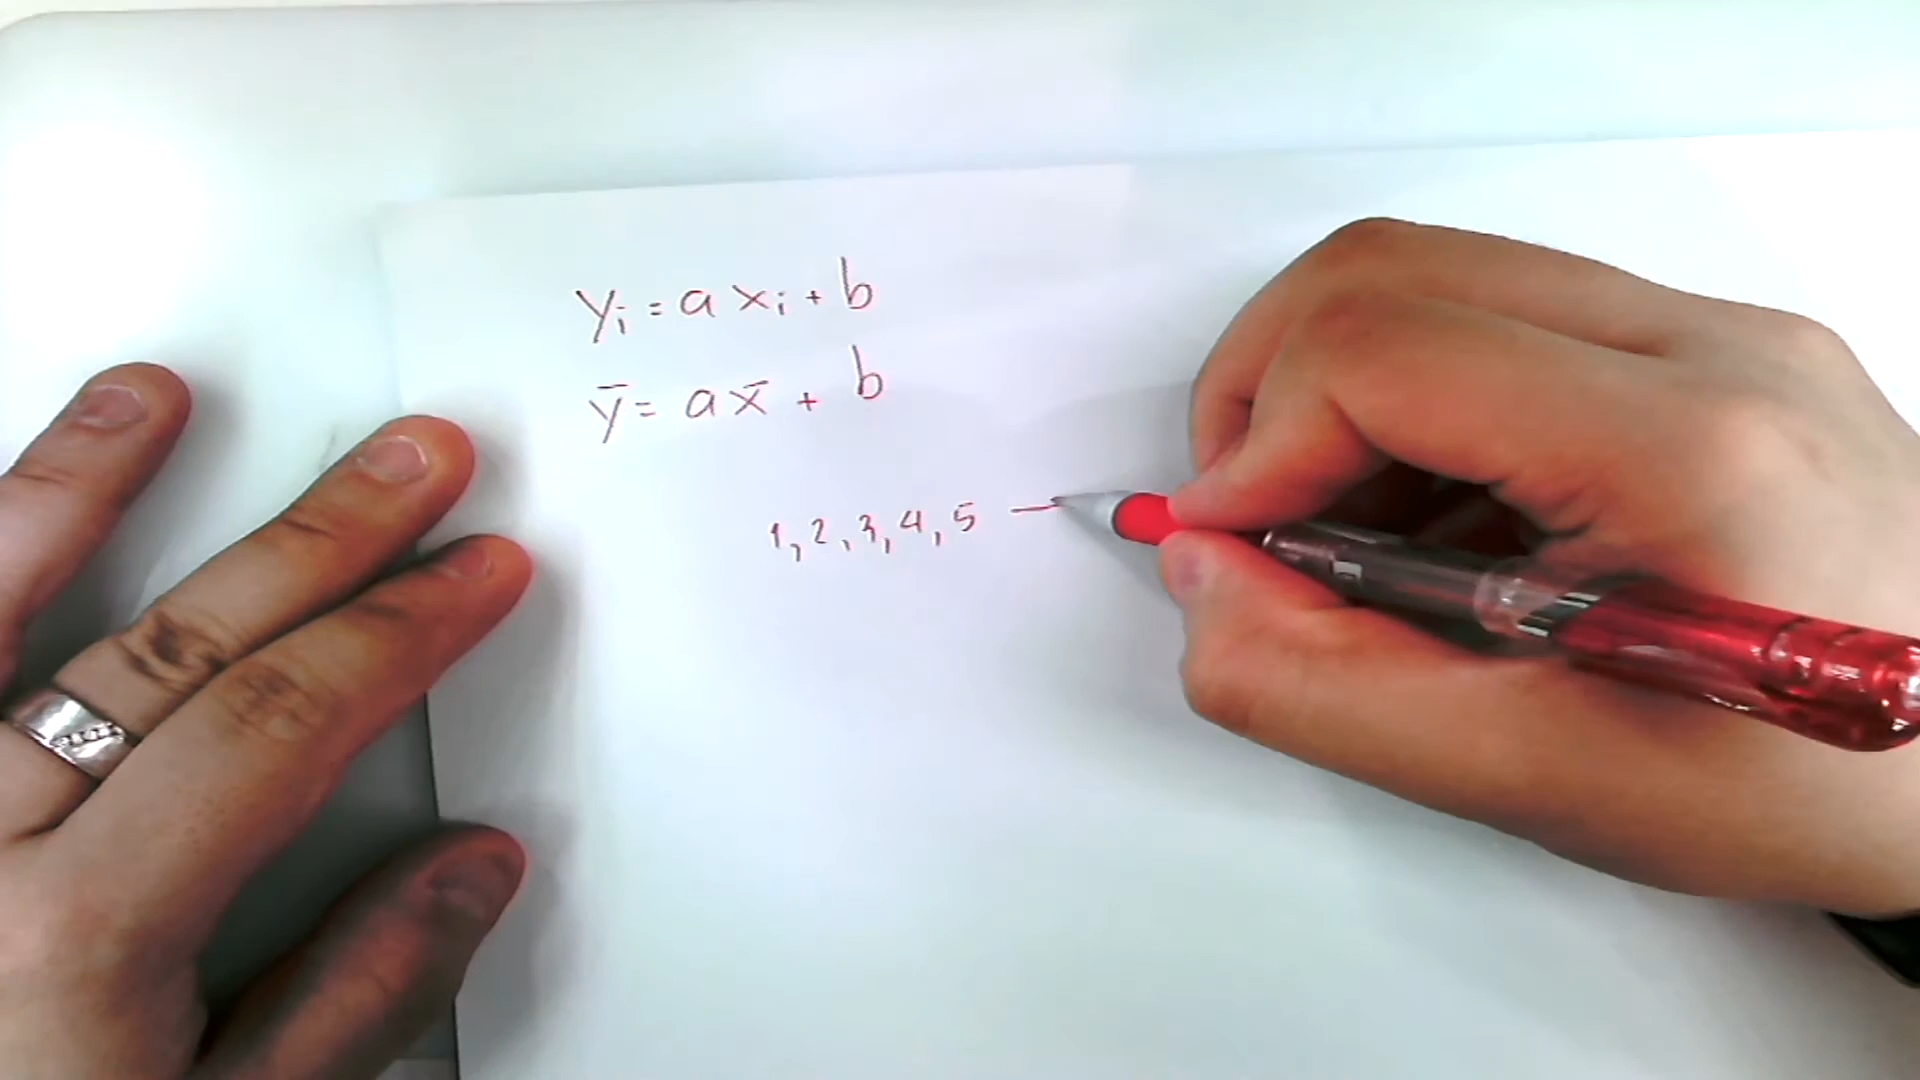 yᵢ = a xᵢ + b
ȳ = a x̄ + b
1, 2, 3, 4, 5 —